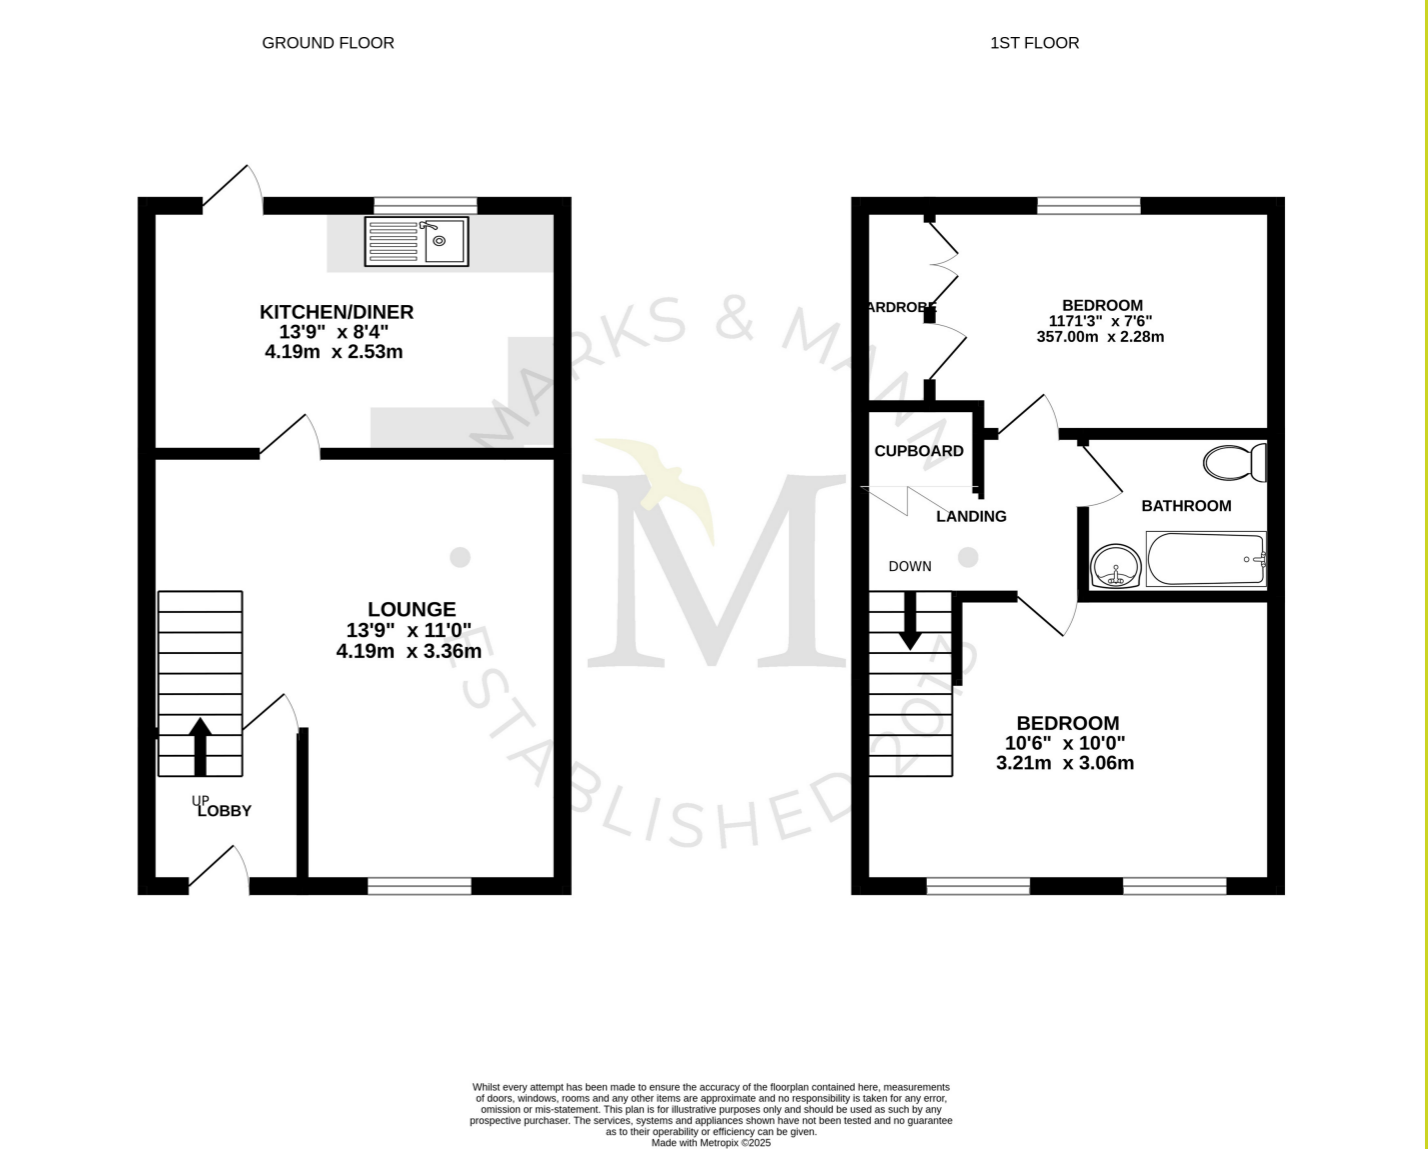 GROUND FLOOR
1ST FLOOR
KITCHEN/DINER
13'9" x 8'4"
4.19m x 2.53m
LOUNGE
13'9" x 11'0"
4.19m x 3.36m
UP
LOBBY
ARDROBE
BEDROOM
1171'3" x 7'6"
357.00m x 2.28m
CUPBOARD
LANDING
BATHROOM
DOWN
BEDROOM
10'6" x 10'0"
3.21m x 3.06m
MARKS & MANN
M
ESTABLISHED 2013
Whilst every attempt has been made to ensure the accuracy of the floorplan contained here, measurements
of doors, windows, rooms and any other items are approximate and no responsibility is taken for any error,
omission or mis-statement. This plan is for illustrative purposes only and should be used as such by any
prospective purchaser. The services, systems and appliances shown have not been tested and no guarantee
as to their operability or efficiency can be given.
Made with Metropix ©2025